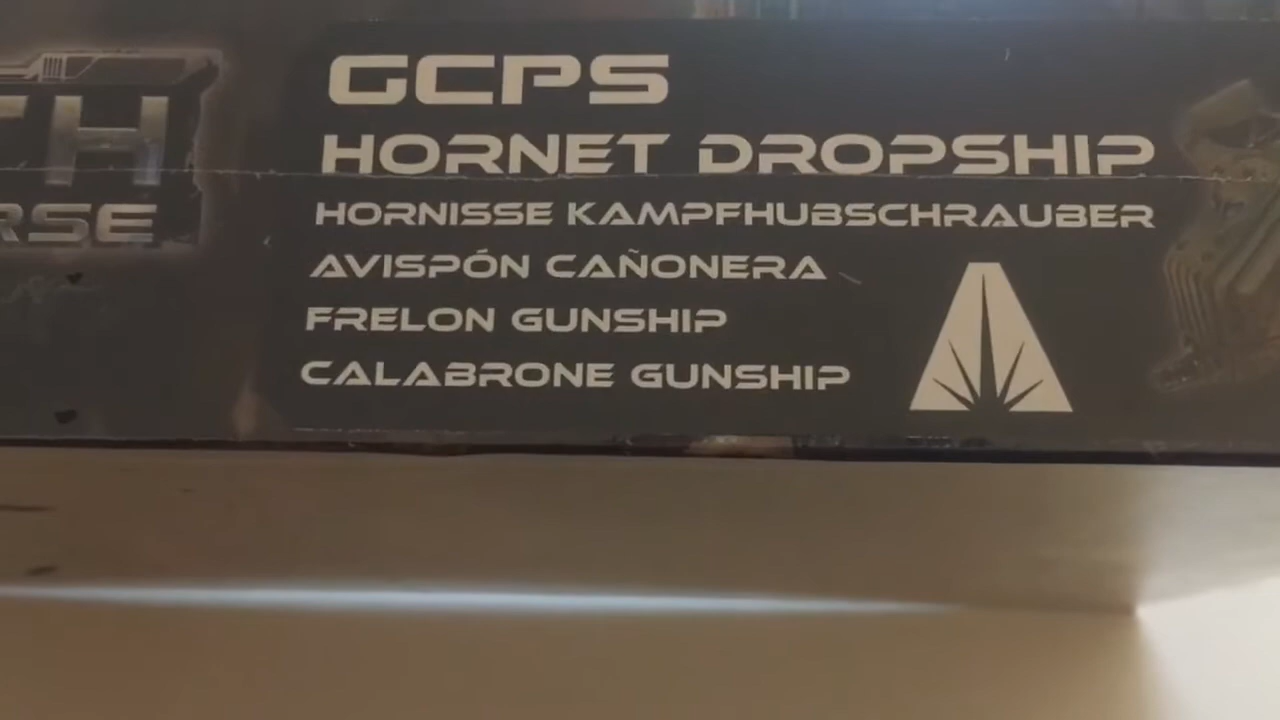 GCPS
HORNET DROPSHIP
HORNISSE KAMPFHUBSCHRAUBER
AVISPÓN CAÑONERA
FRELON GUNSHIP
CALABRONE GUNSHIP